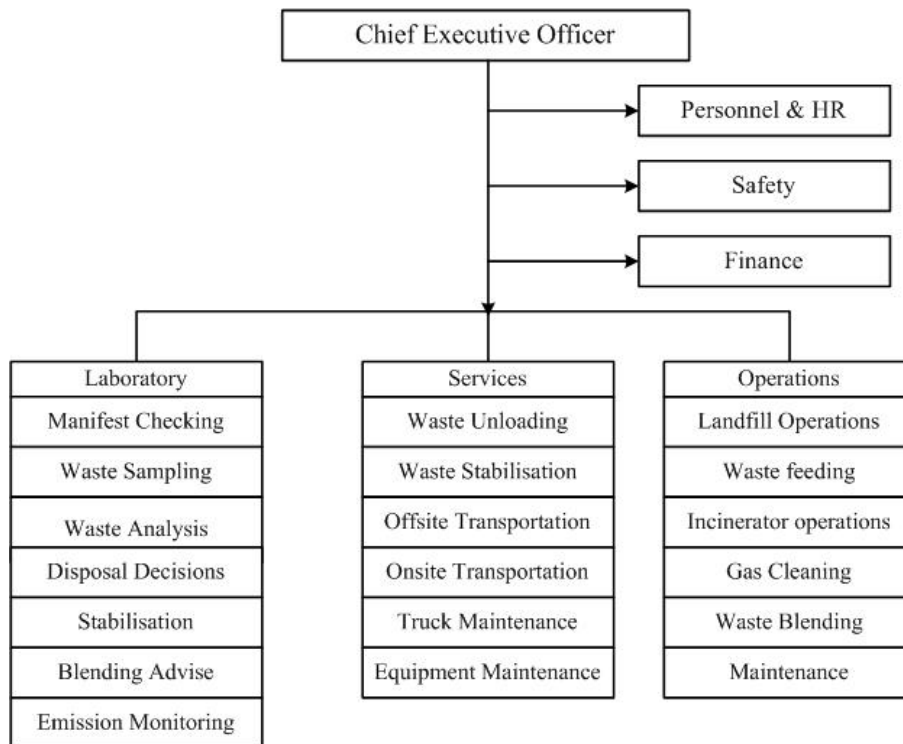 Chief Executive Officer
Personnel & HR
Safety
Finance
Laboratory
Manifest Checking
Waste Sampling
Waste Analysis
Disposal Decisions
Stabilisation
Blending Advise
Emission Monitoring
Services
Waste Unloading
Waste Stabilisation
Offsite Transportation
Onsite Transportation
Truck Maintenance
Equipment Maintenance
Operations
Landfill Operations
Waste feeding
Incinerator operations
Gas Cleaning
Waste Blending
Maintenance